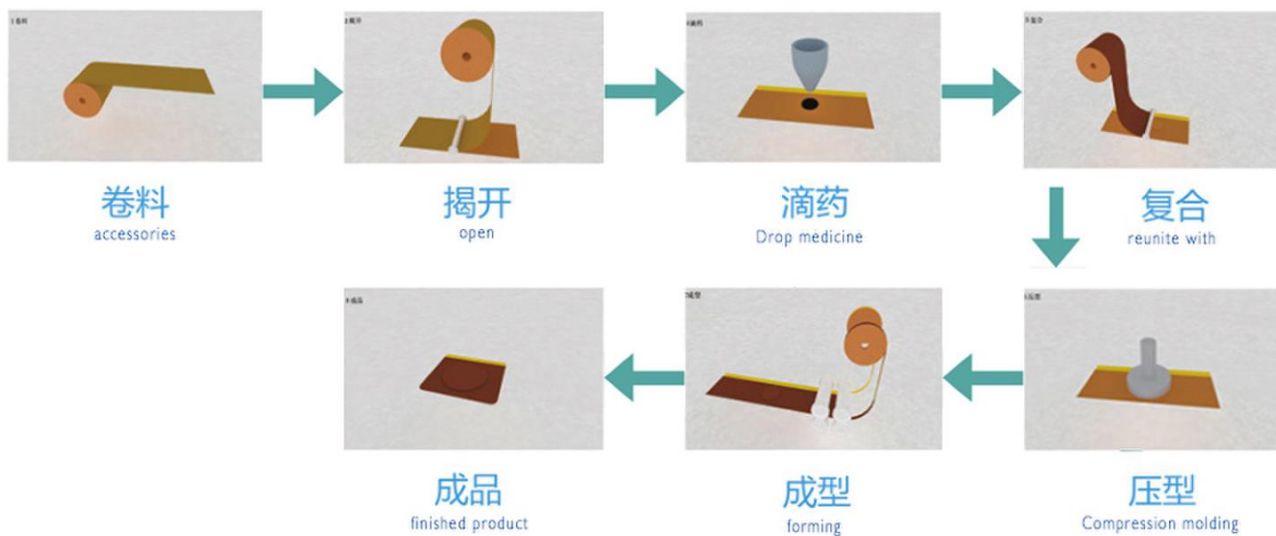 卷料
accessories
揭开
open
滴药
Drop medicine
复合
reunite with
成品
finished product
成型
forming
压型
Compression molding